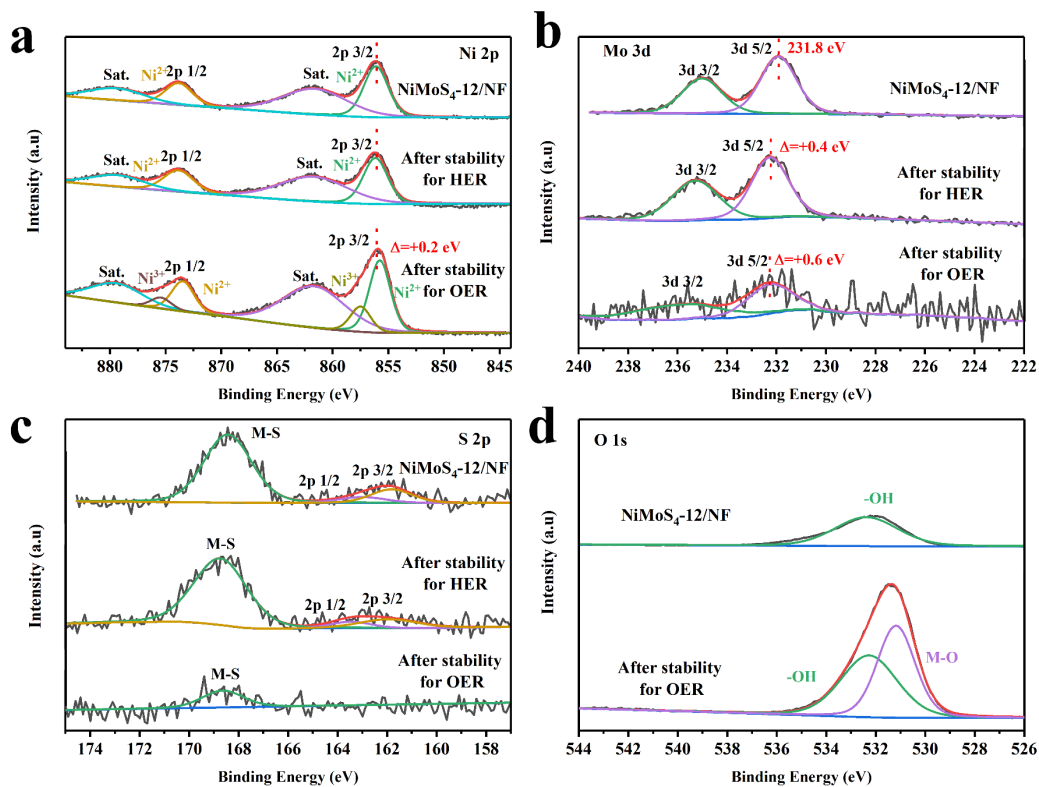 a
Ni 2p
Sat.
Ni²⁺
2p 1/2
Sat.
2p 3/2
Ni²⁺
NiMoS₄-12/NF
Sat.
Ni²⁺
2p 1/2
Sat.
2p 3/2
Ni²⁺
After stability
for HER
Sat.
Ni³⁺
2p 1/2
Ni²⁺
Sat.
2p 3/2
Δ=+0.2 eV
Ni³⁺
Ni²⁺
After stability
for OER
Intensity (a.u)
880 875 870 865 860 855 850 845
Binding Energy (eV)
b
Mo 3d
3d 3/2
3d 5/2
231.8 eV
NiMoS₄-12/NF
3d 3/2
3d 5/2
Δ=+0.4 eV
After stability
for HER
3d 3/2
3d 5/2
Δ=+0.6 eV
After stability
for OER
Intensity (a.u)
240 238 236 234 232 230 228 226 224 222
Binding Energy (eV)
c
S 2p
M-S
2p 1/2
2p 3/2
NiMoS₄-12/NF
M-S
2p 1/2
2p 3/2
After stability
for HER
M-S
After stability
for OER
Intensity (a.u)
174 172 170 168 166 164 162 160 158
Binding Energy (eV)
d
O 1s
-OH
NiMoS₄-12/NF
-OH
M-O
After stability
for OER
Intensity (a.u)
544 542 540 538 536 534 532 530 528 526
Binding Energy (eV)